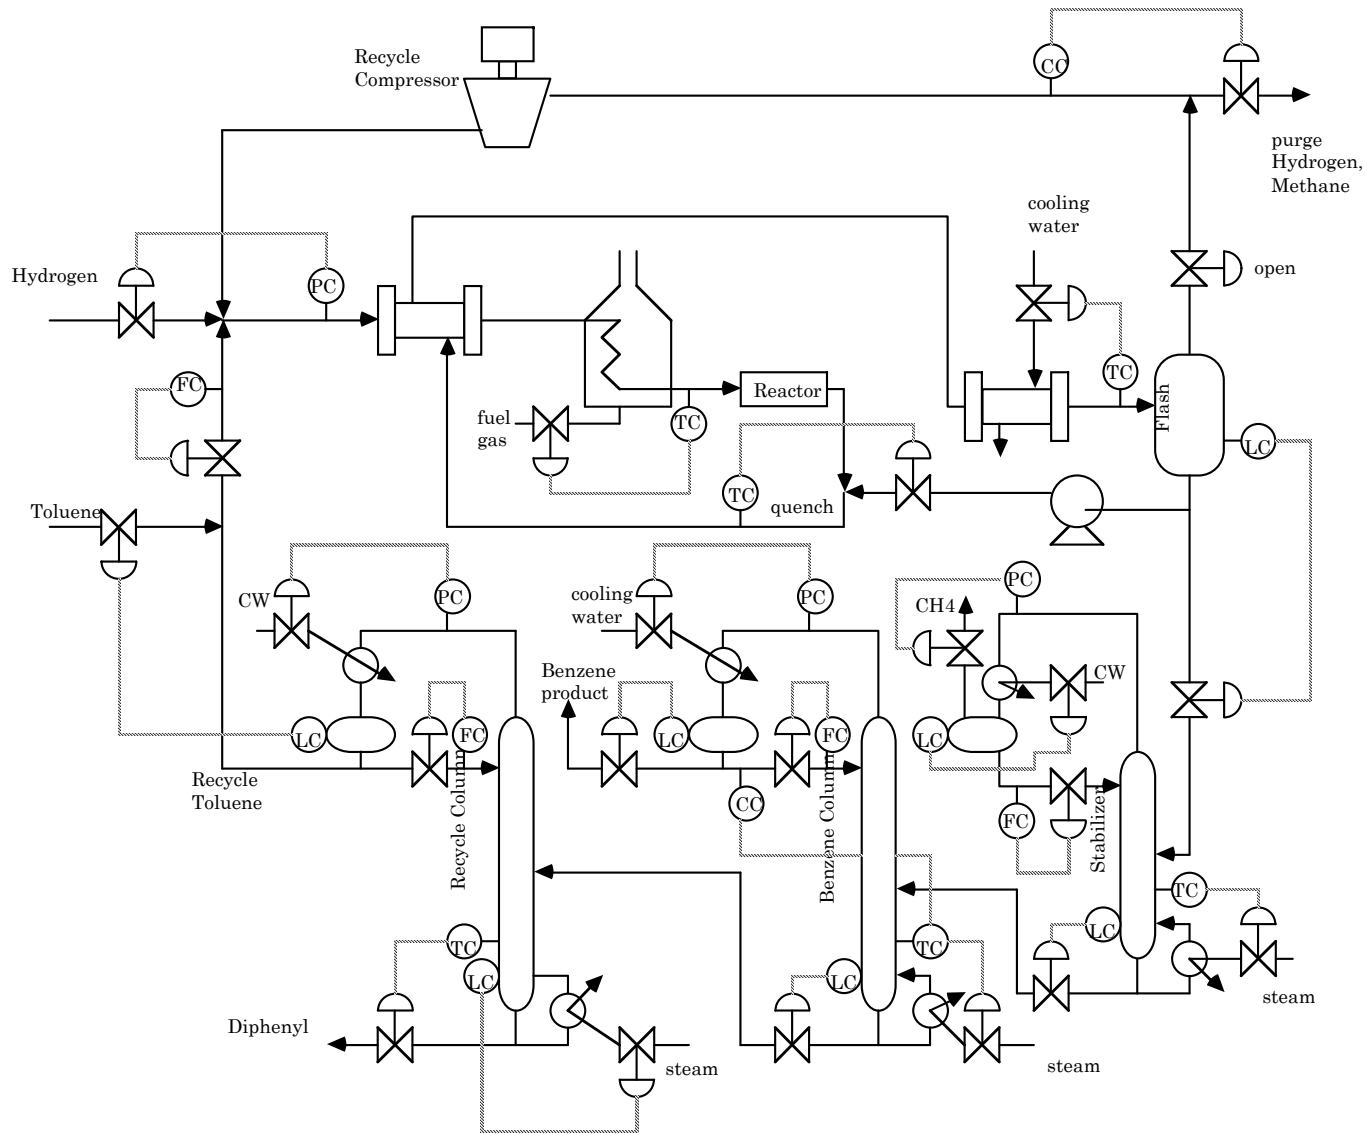 Recycle
Compressor
CC
purge
Hydrogen,
Methane
cooling
water
Hydrogen
PC
open
FC
fuel
gas
TC
Reactor
TC
Flash
LC
Toluene
TC
quench
CW
PC
cooling
water
PC
PC
CH4
Benzene
product
CW
LC
FC
LC
FC
LC
Recycle
Toluene
Recycle Column
CC
Benzene Column
FC
Stabilizer
TC
LC
TC
LC
TC
LC
steam
Diphenyl
steam
steam